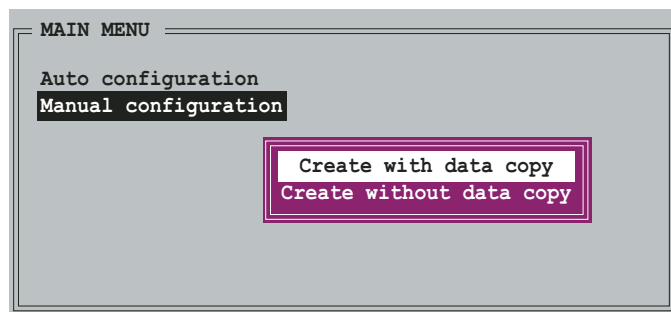 MAIN MENU
Auto configuration
Manual configuration
Create with data copy
Create without data copy